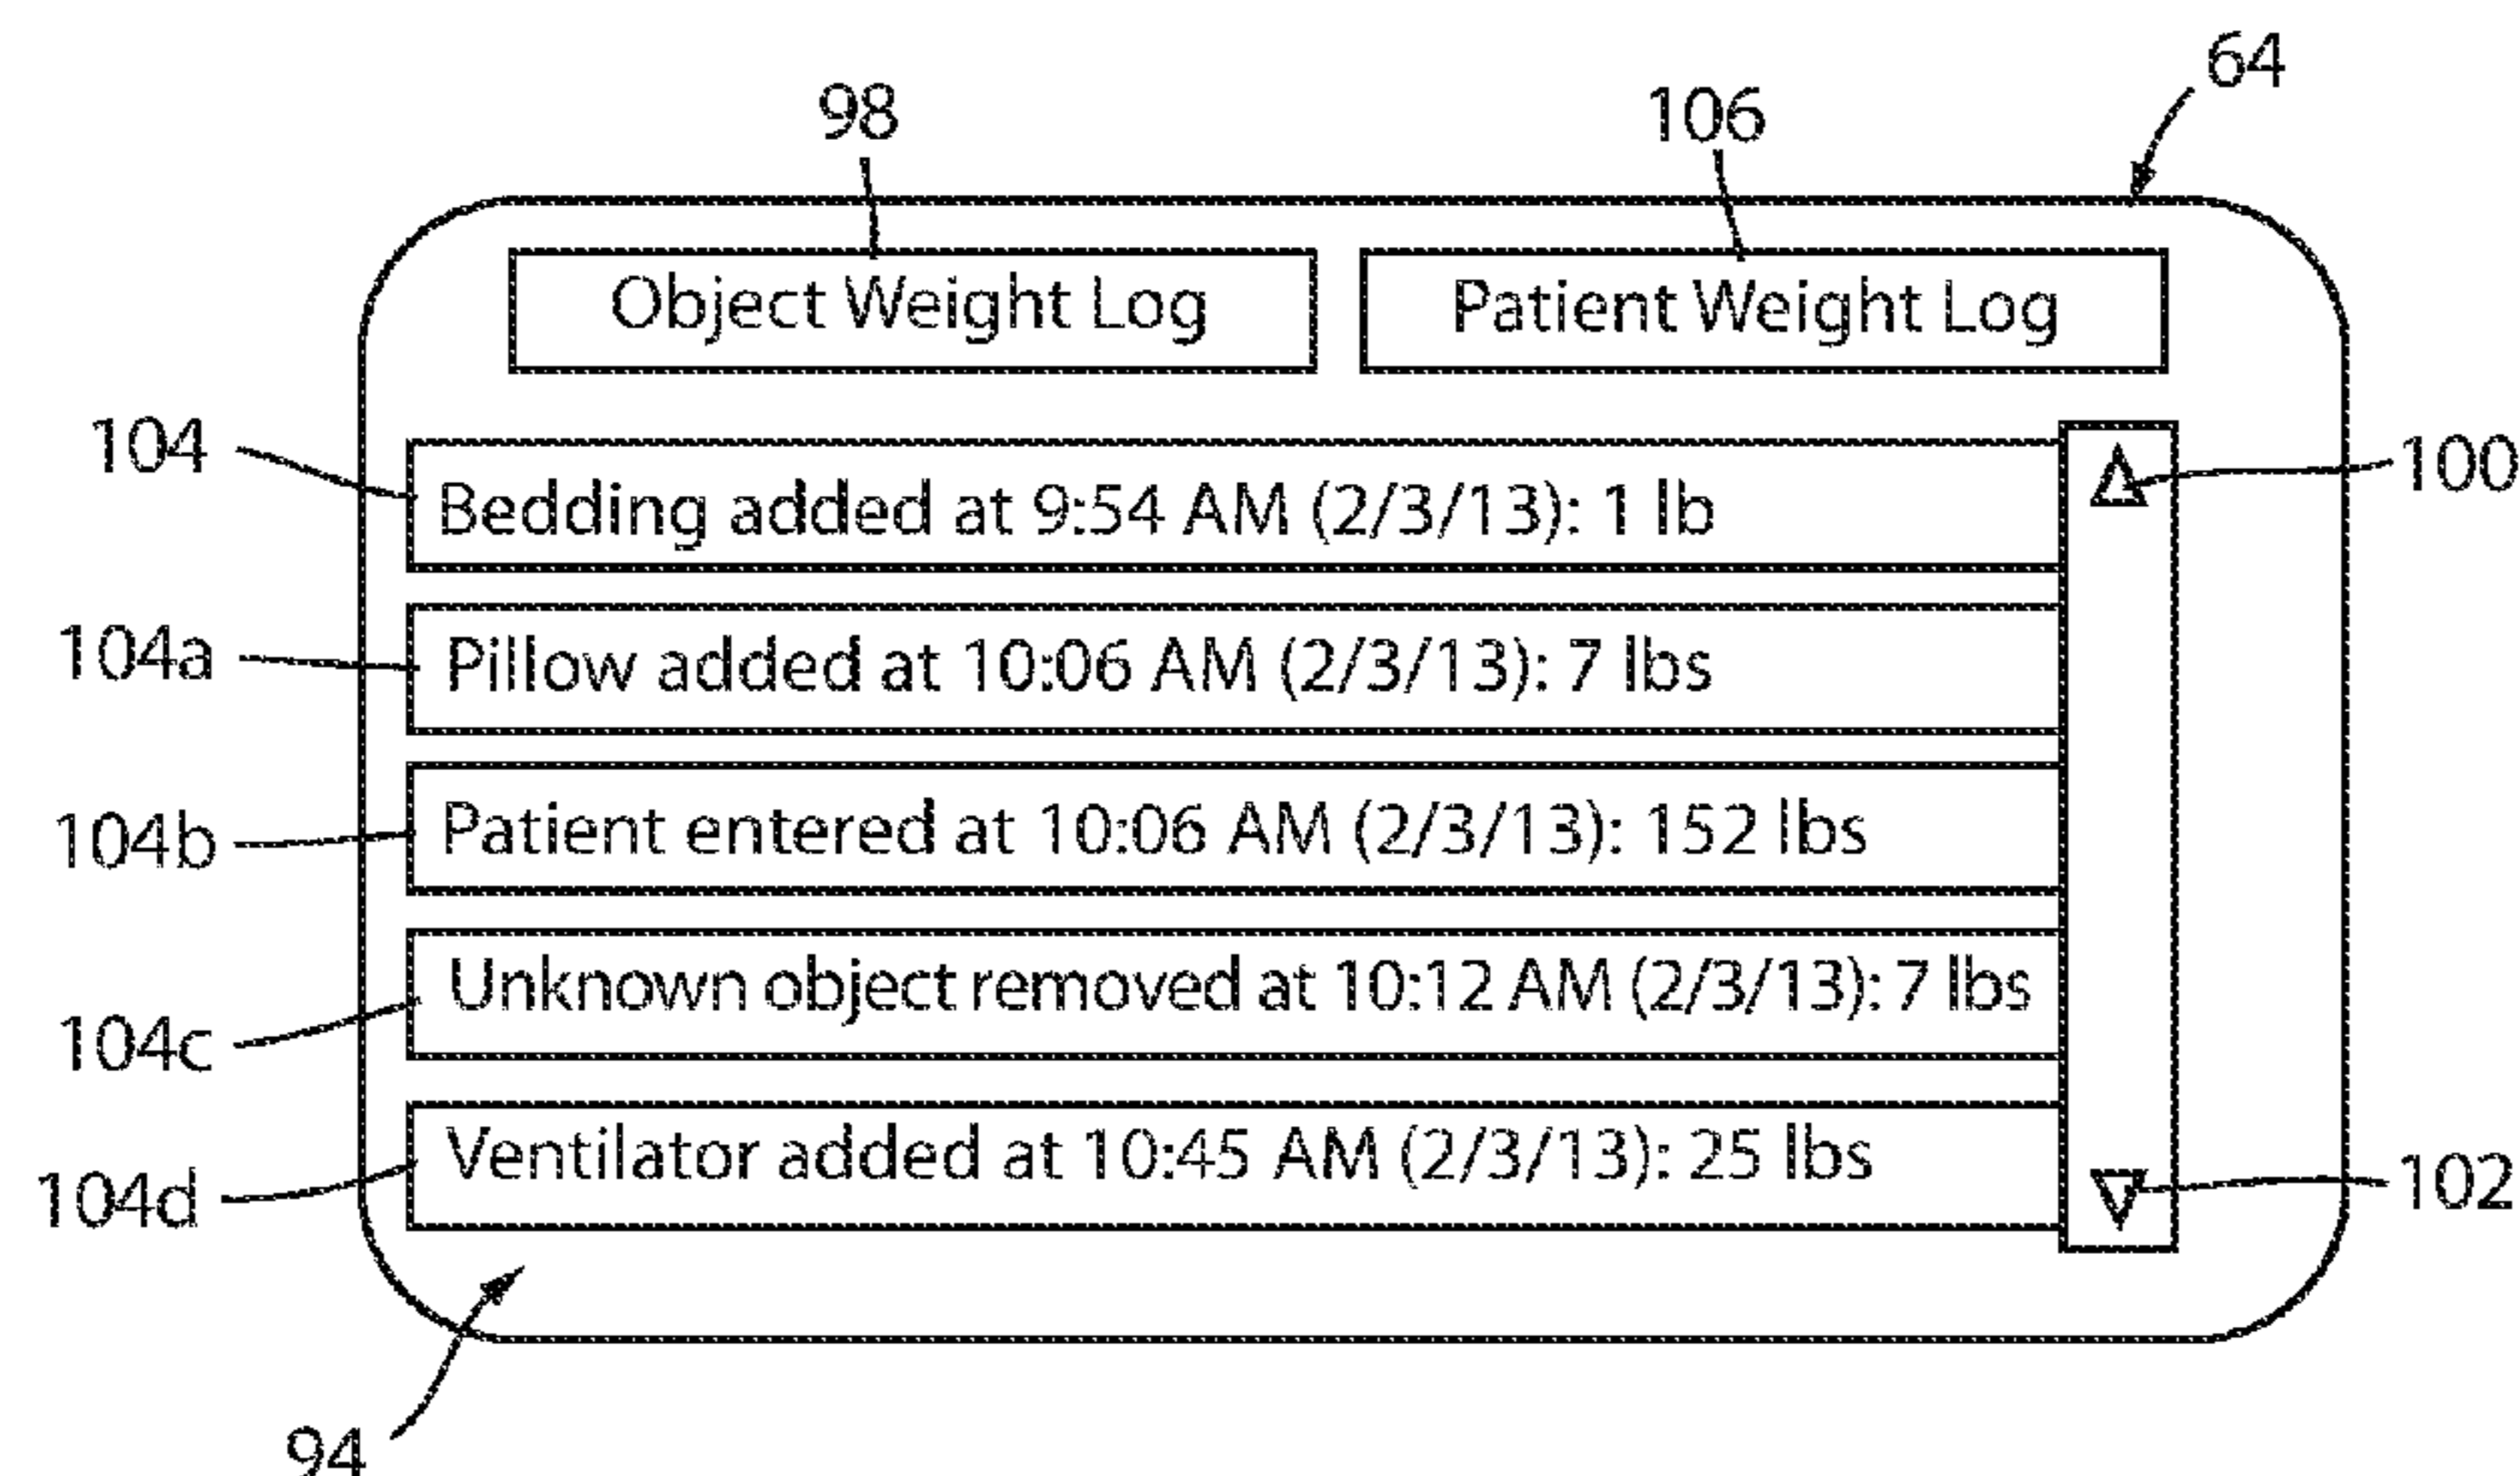 64
98
106
Object Weight Log
Patient Weight Log
104
Bedding added at 9:54 AM (2/3/13): 1 lb
100
104a
Pillow added at 10:06 AM (2/3/13): 7 lbs
104b
Patient entered at 10:06 AM (2/3/13): 152 lbs
104c
Unknown object removed at 10:12 AM (2/3/13): 7 lbs
104d
Ventilator added at 10:45 AM (2/3/13): 25 lbs
102
94